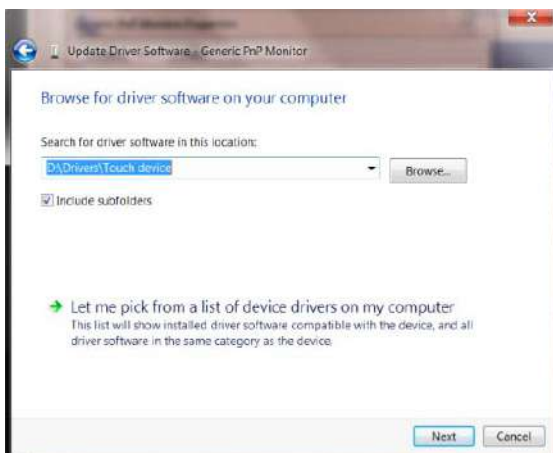 Update Driver Software - Generic PnP Monitor
Browse for driver software on your computer
Search for driver software in this location:
D\Drivers\Touch device
Browse...
Include subfolders
Let me pick from a list of device drivers on my computer
This list will show installed driver software compatible with the device, and all
driver software in the same category as the device.
Next
Cancel